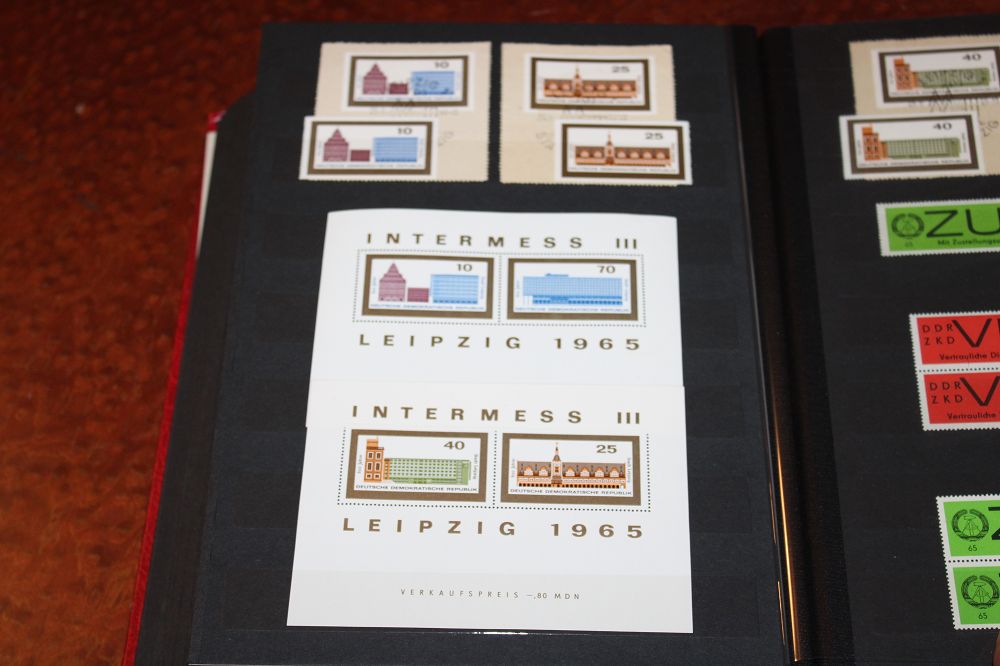 10
25
10
25
INTERMESS III
10
70
DEUTSCHE DEMOKRATISCHE REPUBLIK
LEIPZIG 1965
INTERMESS III
40
25
DEUTSCHE DEMOKRATISCHE REPUBLIK
DEUTSCHE DEMOKRATISCHE REPUBLIK
LEIPZIG 1965
VERKAUFSPREIS –,80 MDN
40
40
65
ZU
Mit Zustellungs
DDR
ZKD
Vertrauliche Di
DDR
ZKD
Vertrauliche
65
65